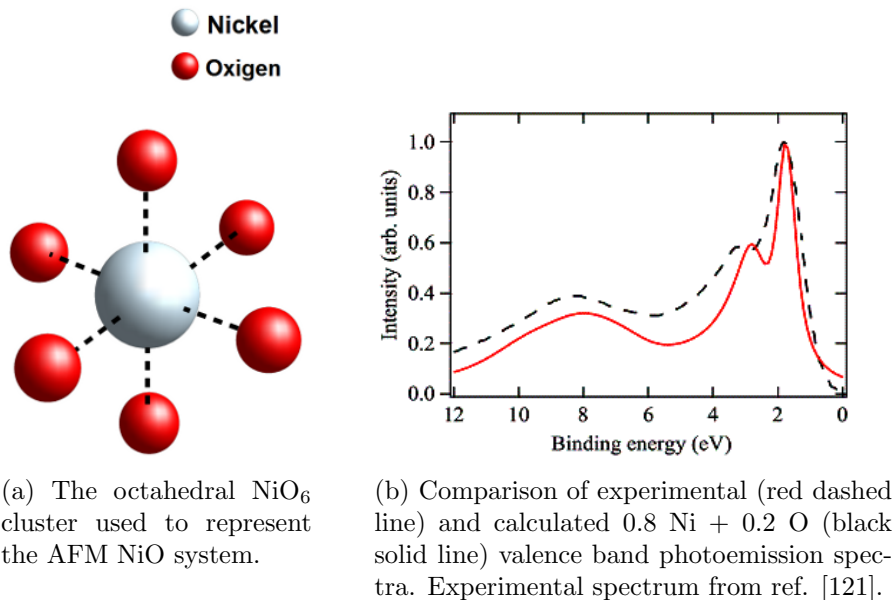 Nickel
Oxigen
Intensity (arb. units)
1.0
0.8
0.6
0.4
0.2
0.0
12 10 8 6 4 2 0
Binding energy (eV)
(a) The octahedral NiO₆
cluster used to represent
the AFM NiO system.
(b) Comparison of experimental (red dashed
line) and calculated 0.8 Ni + 0.2 O (black
solid line) valence band photoemission spec-
tra. Experimental spectrum from ref. [121].